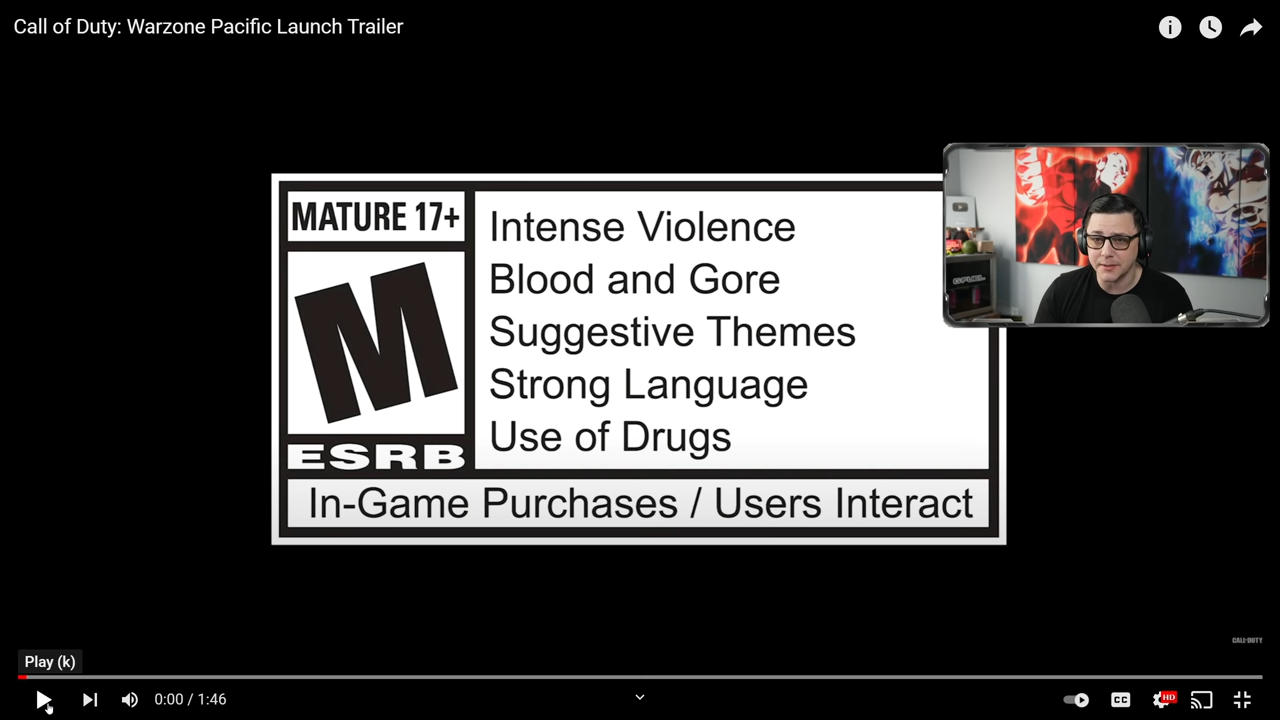 Call of Duty: Warzone Pacific Launch Trailer
MATURE 17+
M
ESRB
Intense Violence
Blood and Gore
Suggestive Themes
Strong Language
Use of Drugs
In-Game Purchases / Users Interact
G FUEL
CALL OF DUTY
Play (k)
0:00 / 1:46
CC
HD